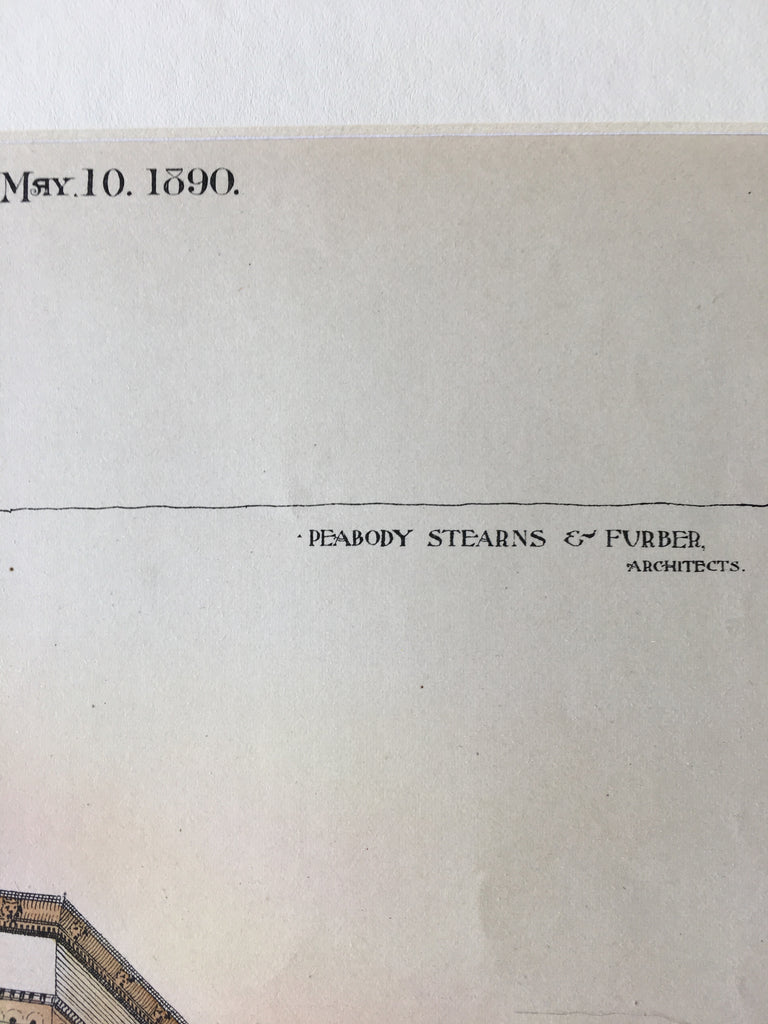 May. 10. 1890.
·PEABODY STEARNS & FURBER,
ARCHITECTS.